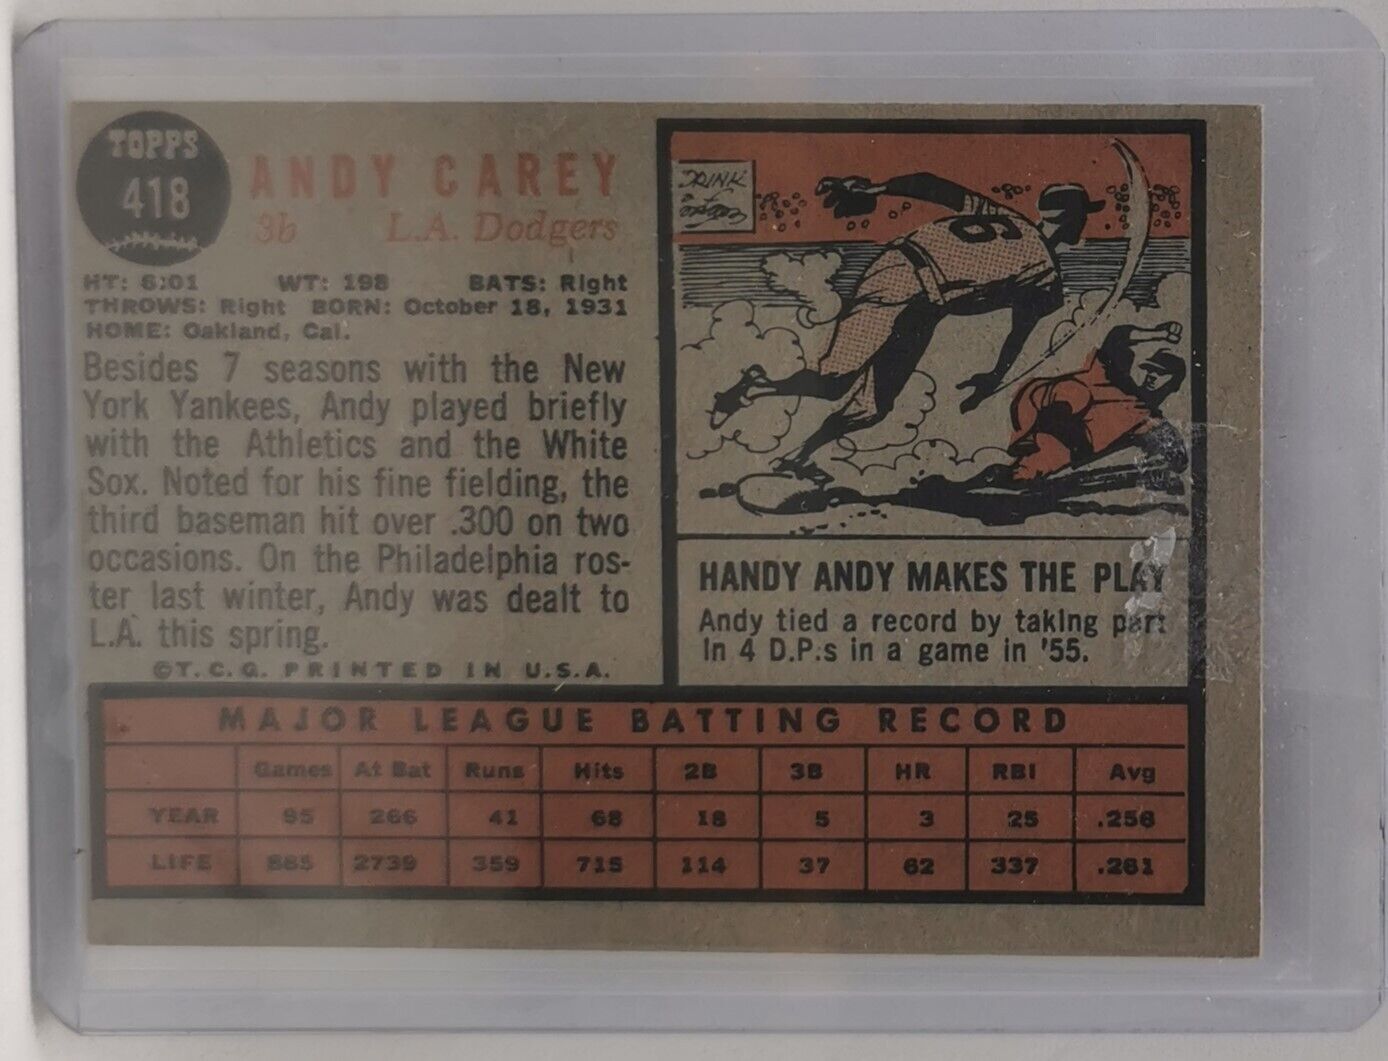 TOPPS
418
ANDY CAREY
3b L.A. Dodgers
HT: 6:01 WT: 198 BATS: Right
THROWS: Right BORN: October 18, 1931
HOME: Oakland, Cal.
Besides 7 seasons with the New
York Yankees, Andy played briefly
with the Athletics and the White
Sox. Noted for his fine fielding, the
third baseman hit over .300 on two
occasions. On the Philadelphia ros-
ter last winter, Andy was dealt to
L.A. this spring.
©T.C.G. PRINTED IN U.S.A.
DRINK
6
HANDY ANDY MAKES THE PLAY
Andy tied a record by taking part
in 4 D.P.s in a game in '55.
MAJOR LEAGUE BATTING RECORD
Games At Bat Runs Hits 2B 3B HR RBI Avg
YEAR 95 266 41 68 18 5 3 25 .256
LIFE 885 2739 359 715 114 37 62 337 .261